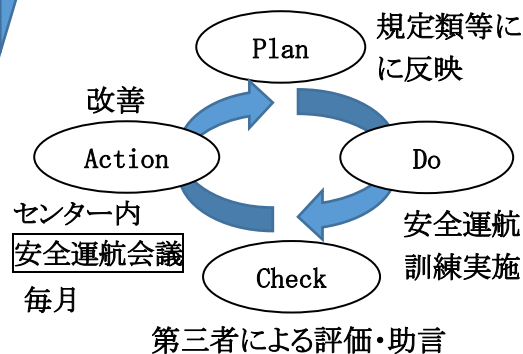 Plan
規定類等に
に反映
改善
Action
Do
センター内
安全運航会議
毎月
安全運航
訓練実施
Check
第三者による評価・助言